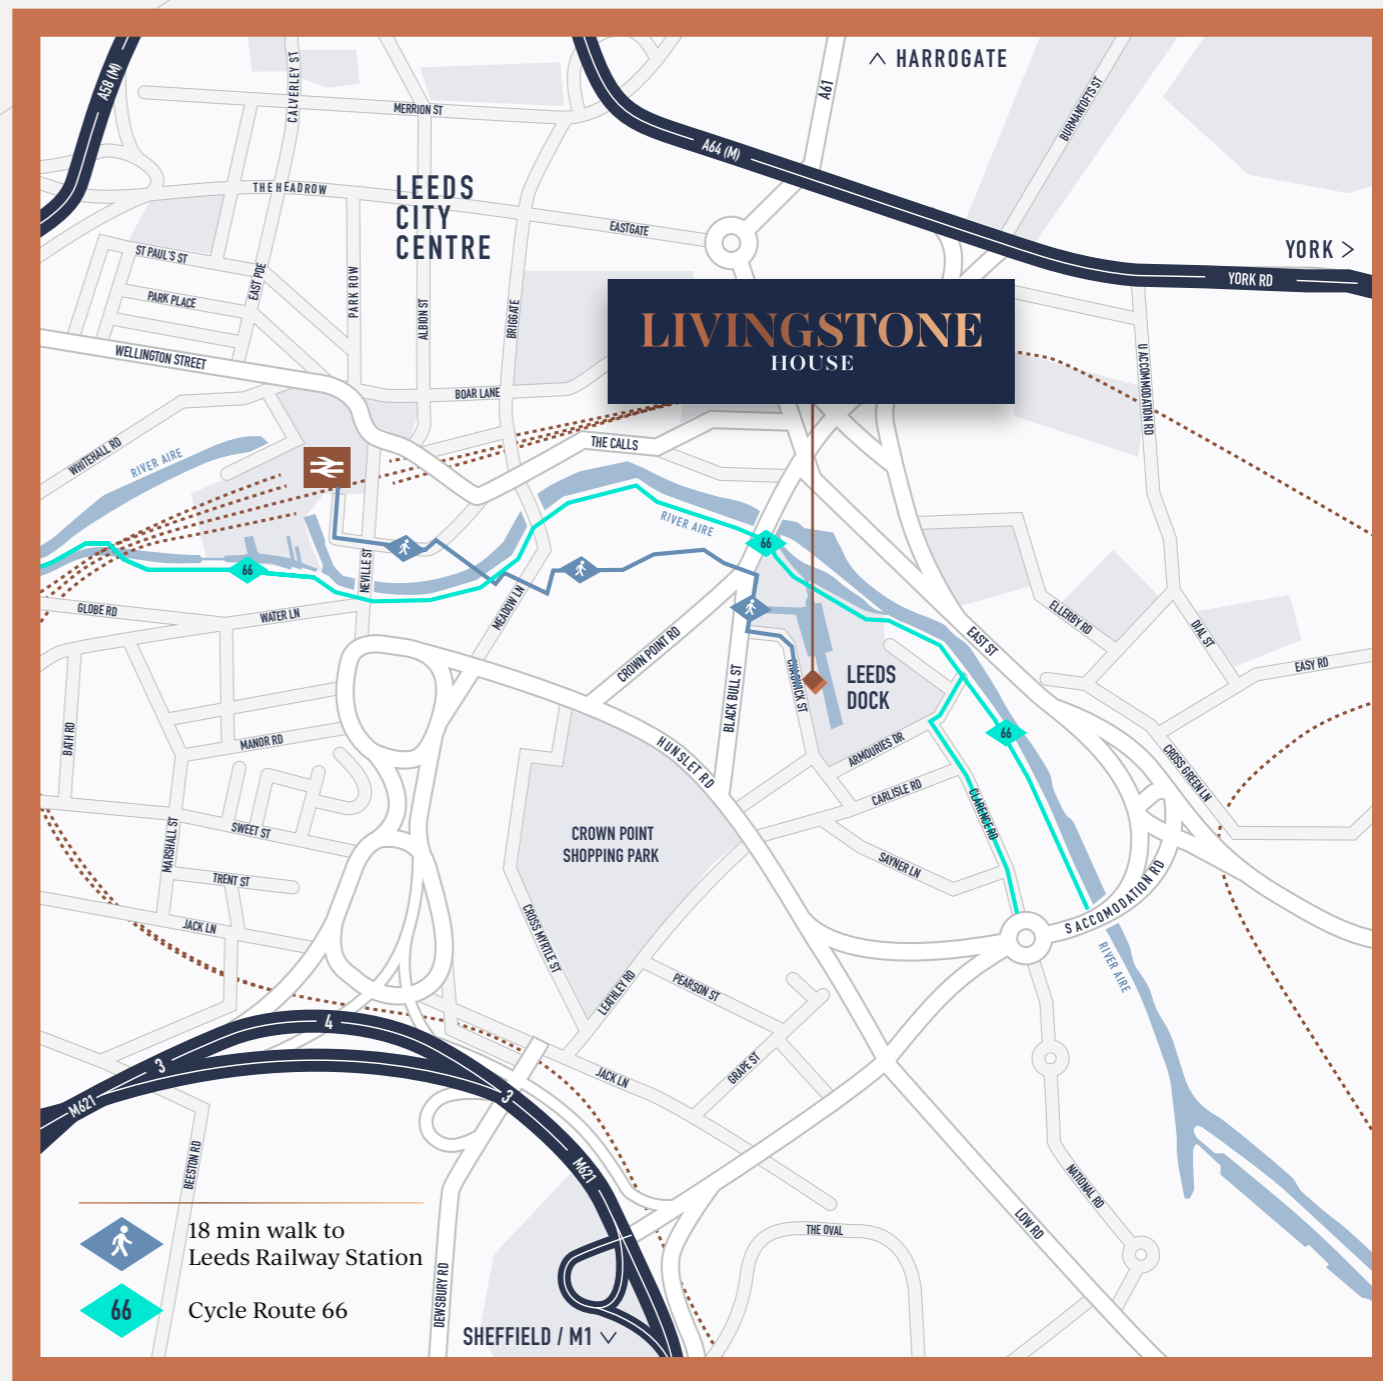 A58 (M)
CALVERLEY ST
MERRION ST
A61
HARROGATE
BURMANTOFTS ST
A64 (M)
THE HEADROW
LEEDS
CITY
CENTRE
EASTGATE
YORK
YORK RD
ST PAUL'S ST
EAST PDE
PARK PLACE
PARK ROW
ALBION ST
BRIGGATE
LIVINGSTONE
HOUSE
WELLINGTON STREET
BOAR LANE
U ACCOMMODATION RD
WHITEHALL RD
RIVER AIRE
THE CALLS
RIVER AIRE
66
66
NEVILLE ST
GLOBE RD
WATER LN
MEADOW LN
ELLERBY RD
DIAL ST
EAST ST
EASY RD
CROWN POINT RD
BLACK BULL ST
CHADWICK ST
LEEDS
DOCK
BATH RD
MANOR RD
HUNSLET RD
ARMOURIES DR
66
CROSS GREEN LN
CARLISLE RD
CLARENCE RD
MARSHALL ST
SWEET ST
CROWN POINT
SHOPPING PARK
TRENT ST
SAYNER LN
JACK LN
CROSS MYRTLE ST
S ACCOMODATION RD
LEATHLEY RD
PEARSON ST
RIVER AIRE
4
3
M621
3
JACK LN
GRAPE ST
BEESTON RD
M621
NATIONAL RD
THE OVAL
LOW RD
18 min walk to
Leeds Railway Station
66
Cycle Route 66
DEWSBURY RD
SHEFFIELD / M1